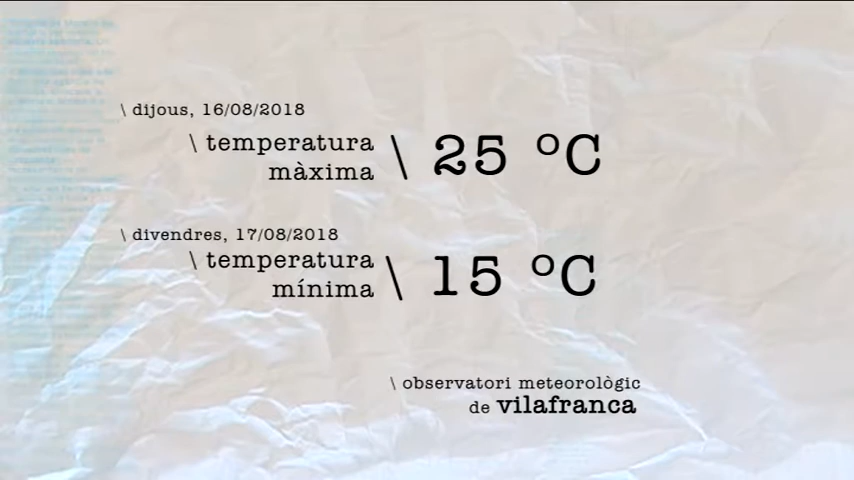 \ dijous, 16/08/2018
\ temperatura
màxima \ 25 ºC
\ divendres, 17/08/2018
\ temperatura
mínima \ 15 ºC
\ observatori meteorològic
de vilafranca